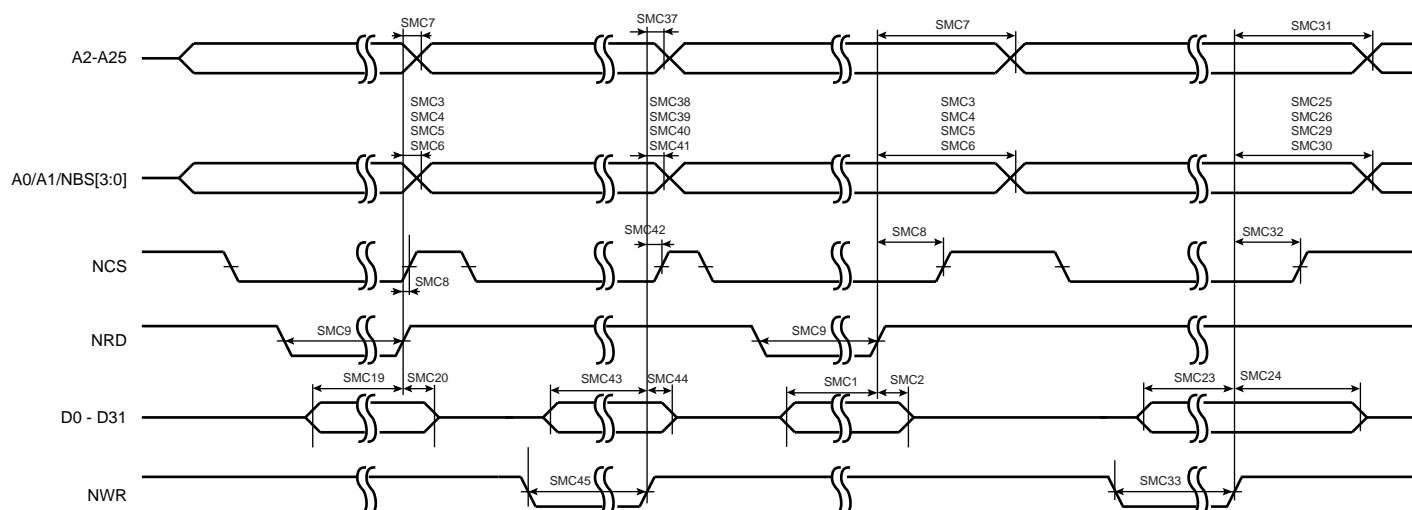 SMC7
SMC37
SMC7
SMC31
A2-A25
SMC3
SMC4
SMC5
SMC6
SMC38
SMC39
SMC40
SMC41
SMC3
SMC4
SMC5
SMC6
SMC25
SMC26
SMC29
SMC30
A0/A1/NBS[3:0]
SMC42
SMC8
SMC32
NCS
SMC8
NRD
SMC9
SMC9
SMC19
SMC20
SMC43
SMC44
SMC1
SMC2
SMC23
SMC24
D0 - D31
SMC45
SMC33
NWR